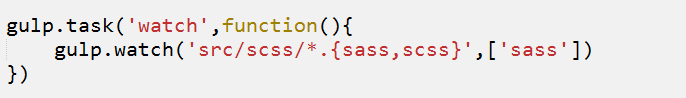 gulp.task('watch',function(){
    gulp.watch('src/scss/*.{sass,scss}',['sass'])
})